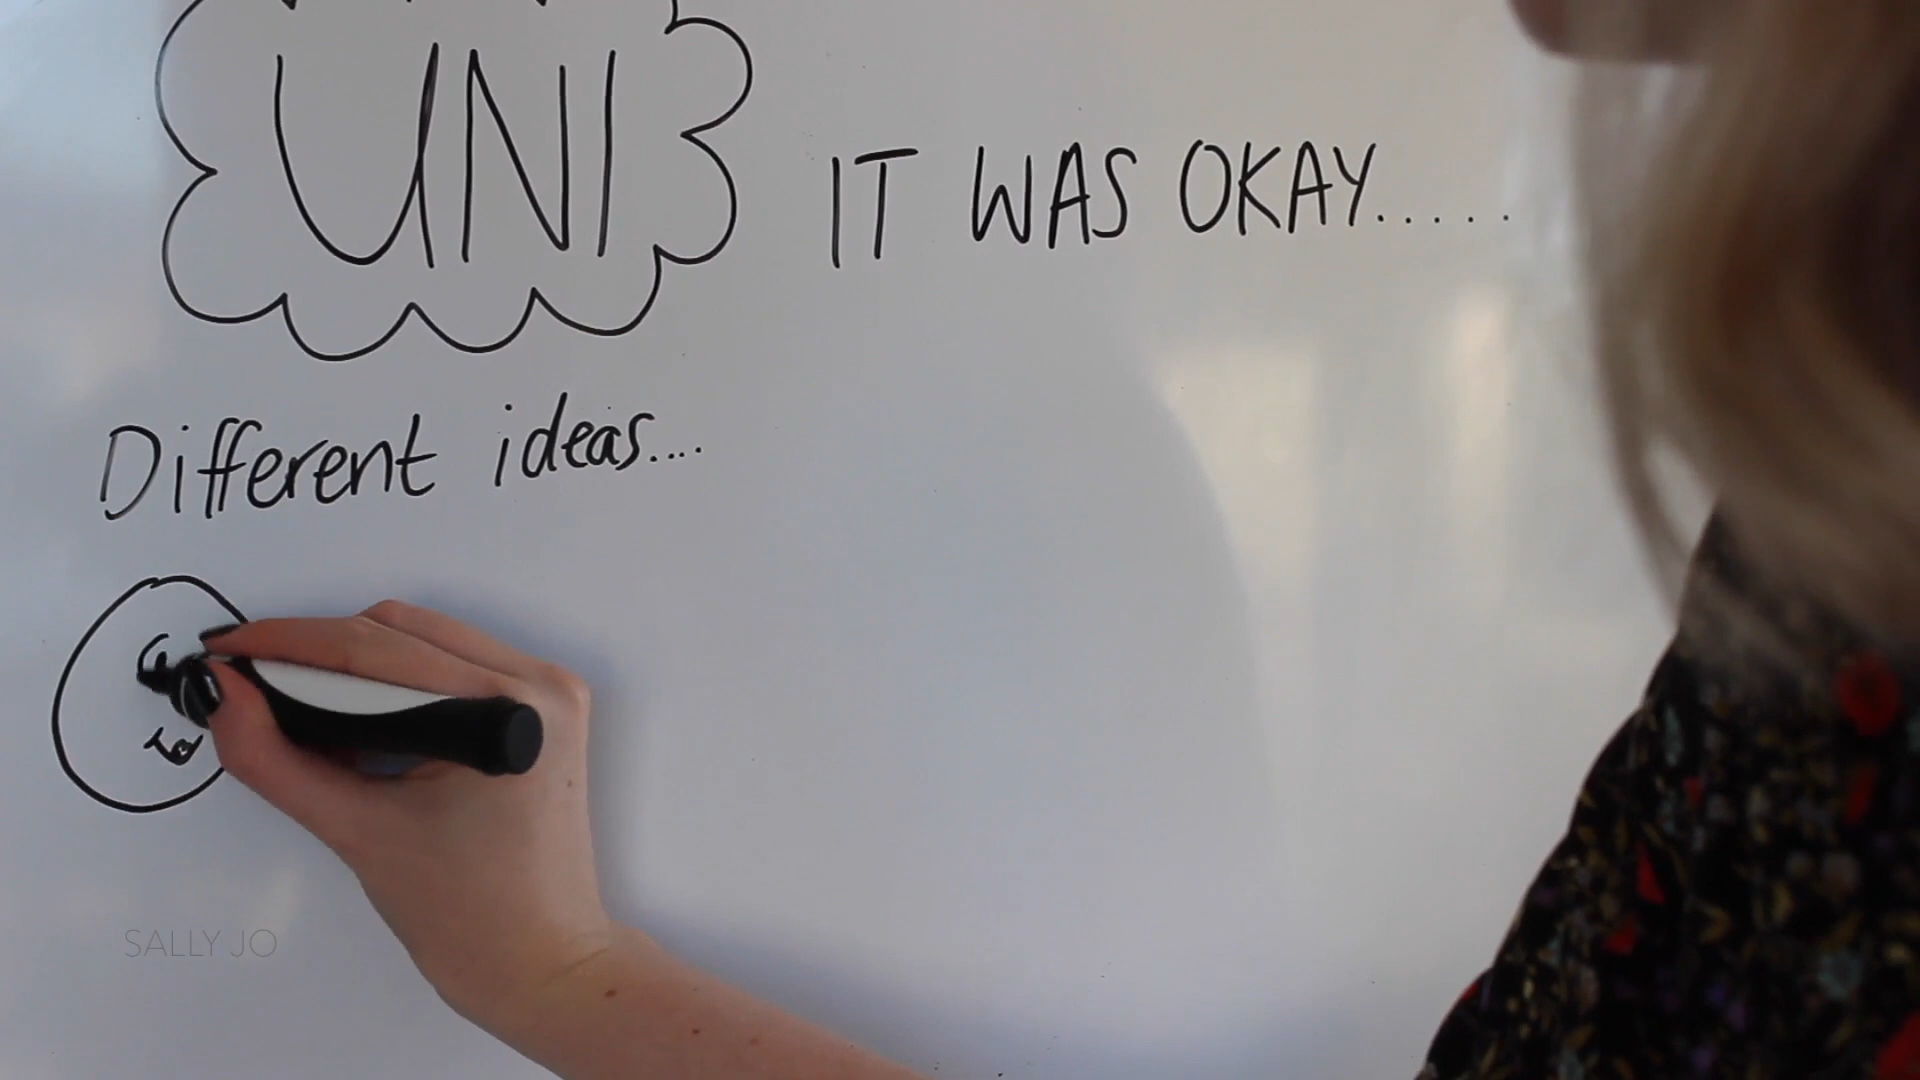 UNI
IT WAS OKAY.....
Different ideas....
SALLY JO